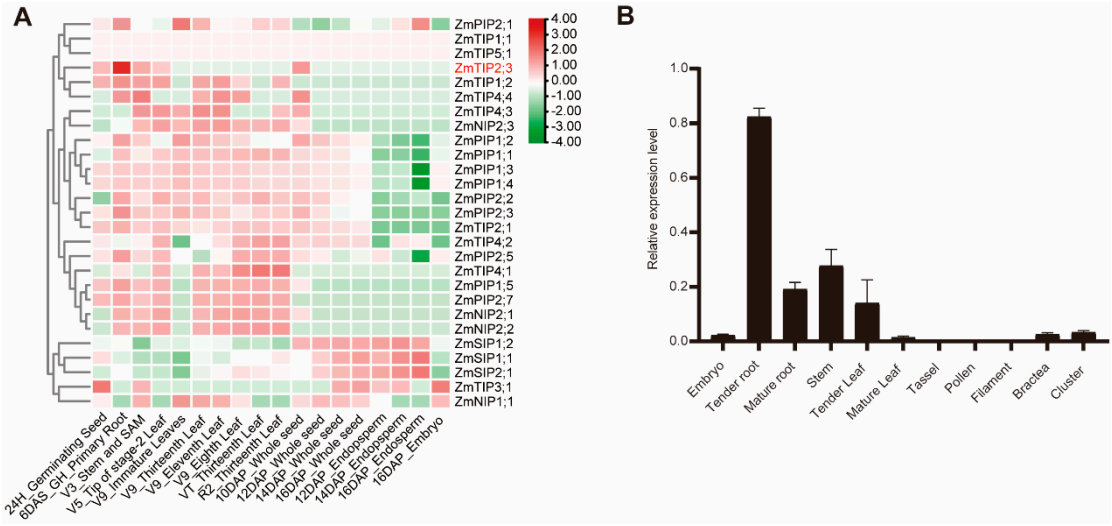 A
4.00
3.00
2.00
1.00
0.00
-1.00
-2.00
-3.00
-4.00
ZmPIP2;1
ZmTIP1;1
ZmTIP5;1
ZmTIP2;3
ZmTIP1;2
ZmTIP4;4
ZmTIP4;3
ZmNIP2;3
ZmPIP1;2
ZmPIP1;1
ZmPIP1;3
ZmPIP1;4
ZmPIP2;2
ZmPIP2;3
ZmTIP2;1
ZmTIP4;2
ZmPIP2;5
ZmTIP4;1
ZmPIP1;5
ZmPIP2;7
ZmNIP2;1
ZmNIP2;2
ZmSIP1;2
ZmSIP1;1
ZmSIP2;1
ZmTIP3;1
ZmNIP1;1
24H_Germinating Seed
6DAS_GH_Primary Root
V3_Stem and SAM
V5_Tip of stage-2 Leaf
V9_Immature Leaves
V9_Thirteenth Leaf
V9_Eleventh Leaf
V9_Eighth Leaf
VT_Thirteenth Leaf
R2_Thirteenth Leaf
10DAP_Whole seed
12DAP_Whole seed
14DAP_Whole seed
16DAP_Whole seed
12DAP_Endopsperm
14DAP_Endopsperm
16DAP_Endosperm
16DAP_Embryo
B
Relative expression level
1.0
0.8
0.6
0.4
0.2
0.0
Embryo
Tender root
Mature root
Stem
Tender Leaf
Mature Leaf
Tassel
Pollen
Filament
Bractea
Cluster